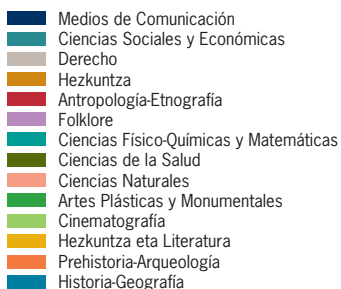 Medios de Comunicación
Ciencias Sociales y Económicas
Derecho
Hezkuntza
Antropología-Etnografía
Folklore
Ciencias Físico-Químicas y Matemáticas
Ciencias de la Salud
Ciencias Naturales
Artes Plásticas y Monumentales
Cinematografía
Hezkuntza eta Literatura
Prehistoria-Arqueología
Historia-Geografía